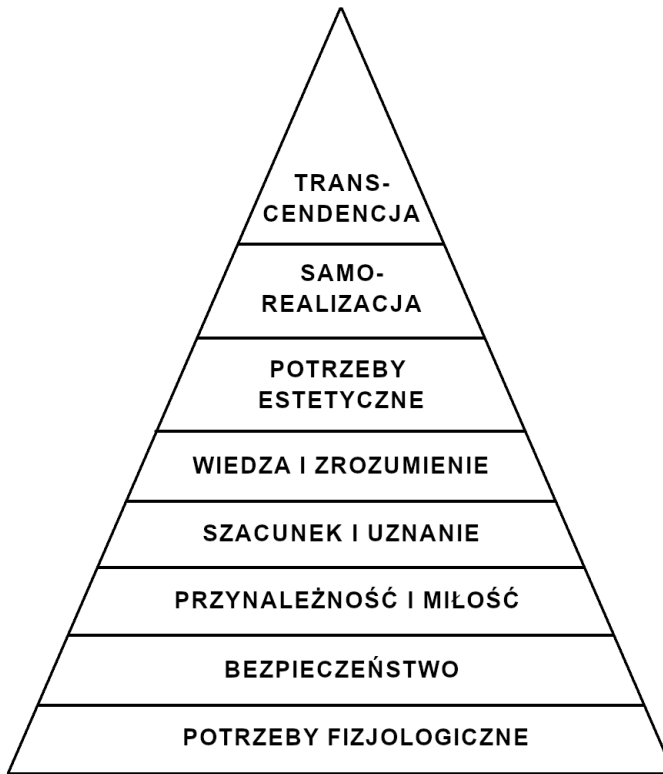 TRANS-
CENDENCJA
SAMO-
REALIZACJA
POTRZEBY
ESTETYCZNE
WIEDZA I ZROZUMIENIE
SZACUNEK I UZNANIE
PRZYNALEŻNOŚĆ I MIŁOŚĆ
BEZPIECZEŃSTWO
POTRZEBY FIZJOLOGICZNE